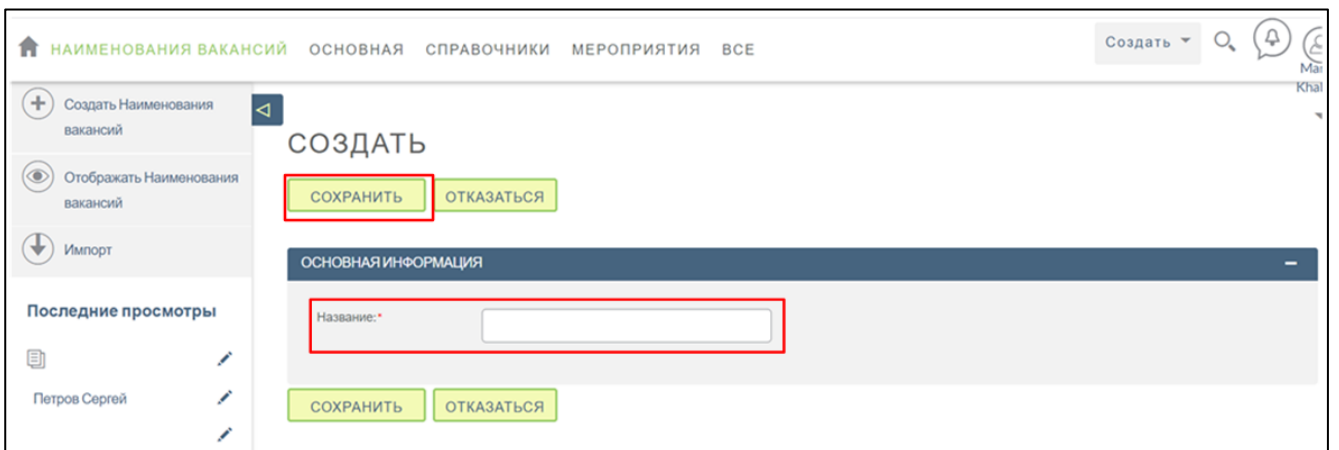 НАИМЕНОВАНИЯ ВАКАНСИЙ ОСНОВНАЯ СПРАВОЧНИКИ МЕРОПРИЯТИЯ ВСЕ Создать
Создать Наименования
вакансий
Отображать Наименования
вакансий
Импорт
Последние просмотры
Петров Сергей
СОЗДАТЬ
СОХРАНИТЬ ОТКАЗАТЬСЯ
ОСНОВНАЯ ИНФОРМАЦИЯ
Название:*
СОХРАНИТЬ ОТКАЗАТЬСЯ